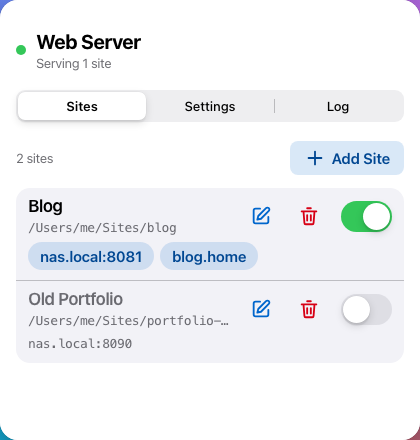 Web Server
Serving 1 site
Sites Settings Log
2 sites
+ Add Site
Blog
/Users/me/Sites/blog
nas.local:8081 blog.home
Old Portfolio
/Users/me/Sites/portfolio-…
nas.local:8090